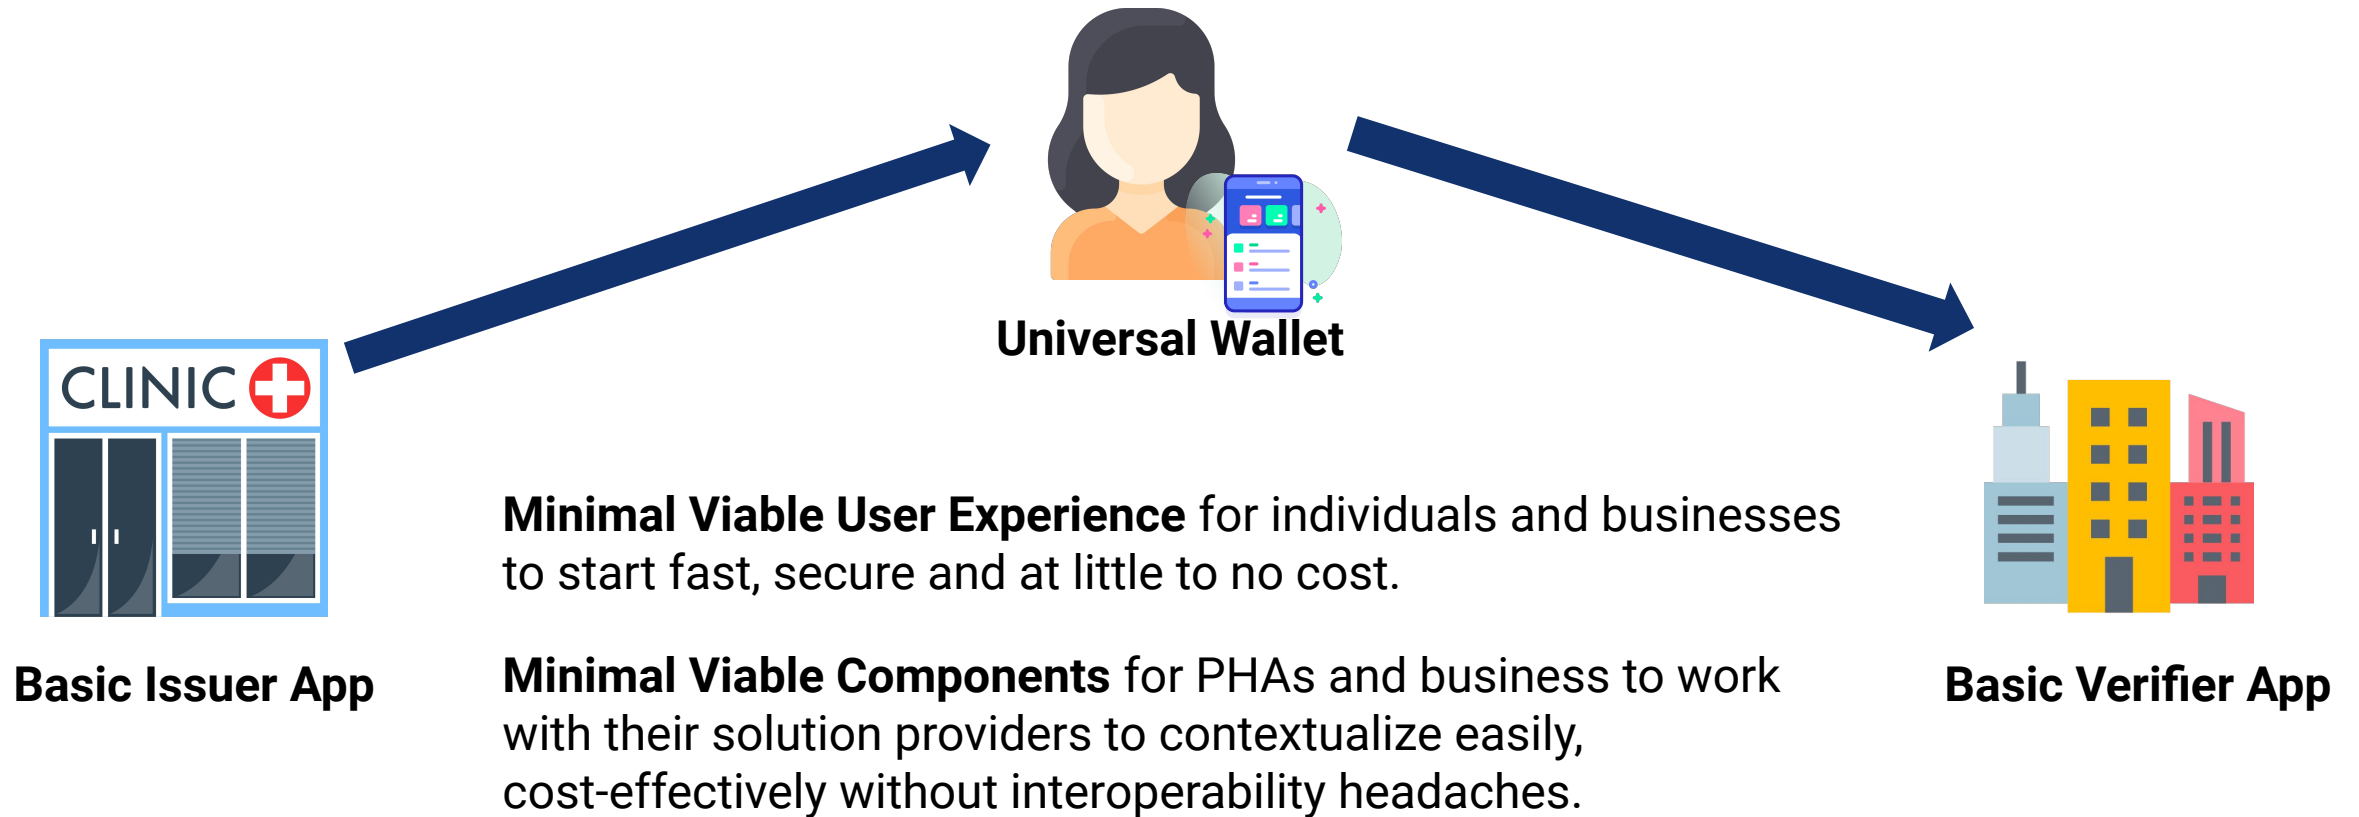 Universal Wallet
CLINIC
Basic Issuer App
Minimal Viable User Experience for individuals and businesses
to start fast, secure and at little to no cost.
Minimal Viable Components for PHAs and business to work
with their solution providers to contextualize easily,
cost-effectively without interoperability headaches.
Basic Verifier App